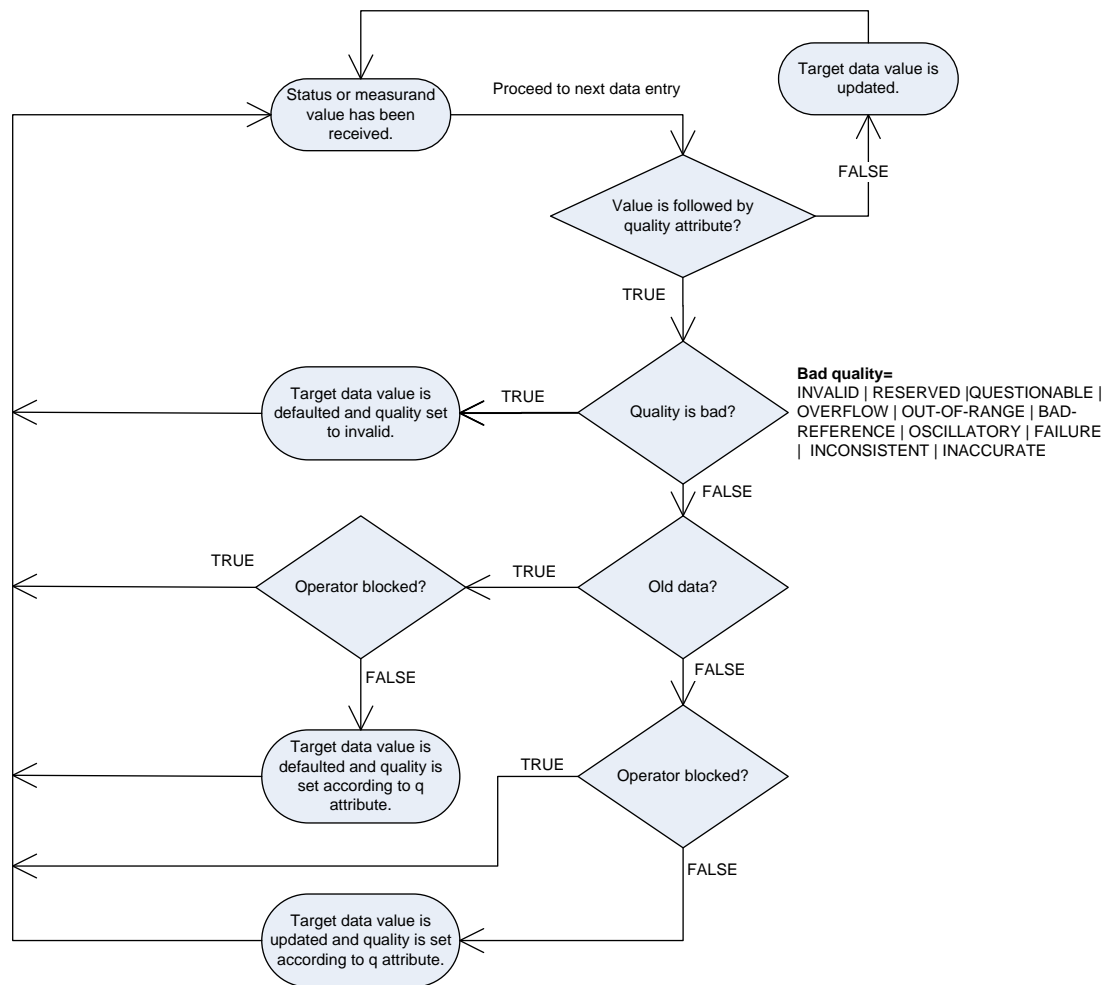 Target data value is
updated.
Status or measurand
value has been
received.
Proceed to next data entry
FALSE
Value is followed by
quality attribute?
TRUE
Target data value is
defaulted and quality set
to invalid.
TRUE
Quality is bad?
Bad quality=
INVALID | RESERVED |QUESTIONABLE |
OVERFLOW | OUT-OF-RANGE | BAD-
REFERENCE | OSCILLATORY | FAILURE
| INCONSISTENT | INACCURATE
FALSE
TRUE
Operator blocked?
TRUE
Old data?
FALSE
FALSE
Target data value is
defaulted and quality is
set according to q
attribute.
TRUE
Operator blocked?
FALSE
Target data value is
updated and quality is set
according to q attribute.